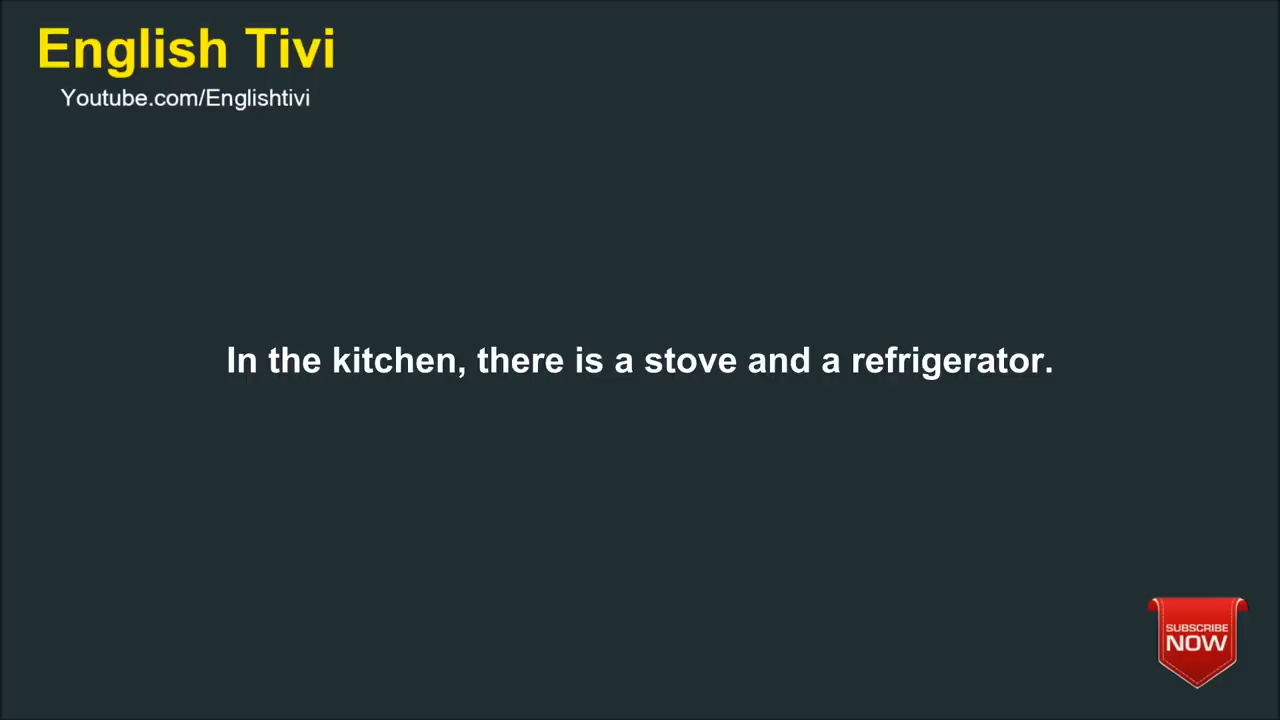 English Tivi
Youtube.com/Englishtivi
In the kitchen, there is a stove and a refrigerator.
SUBSCRIBE
NOW